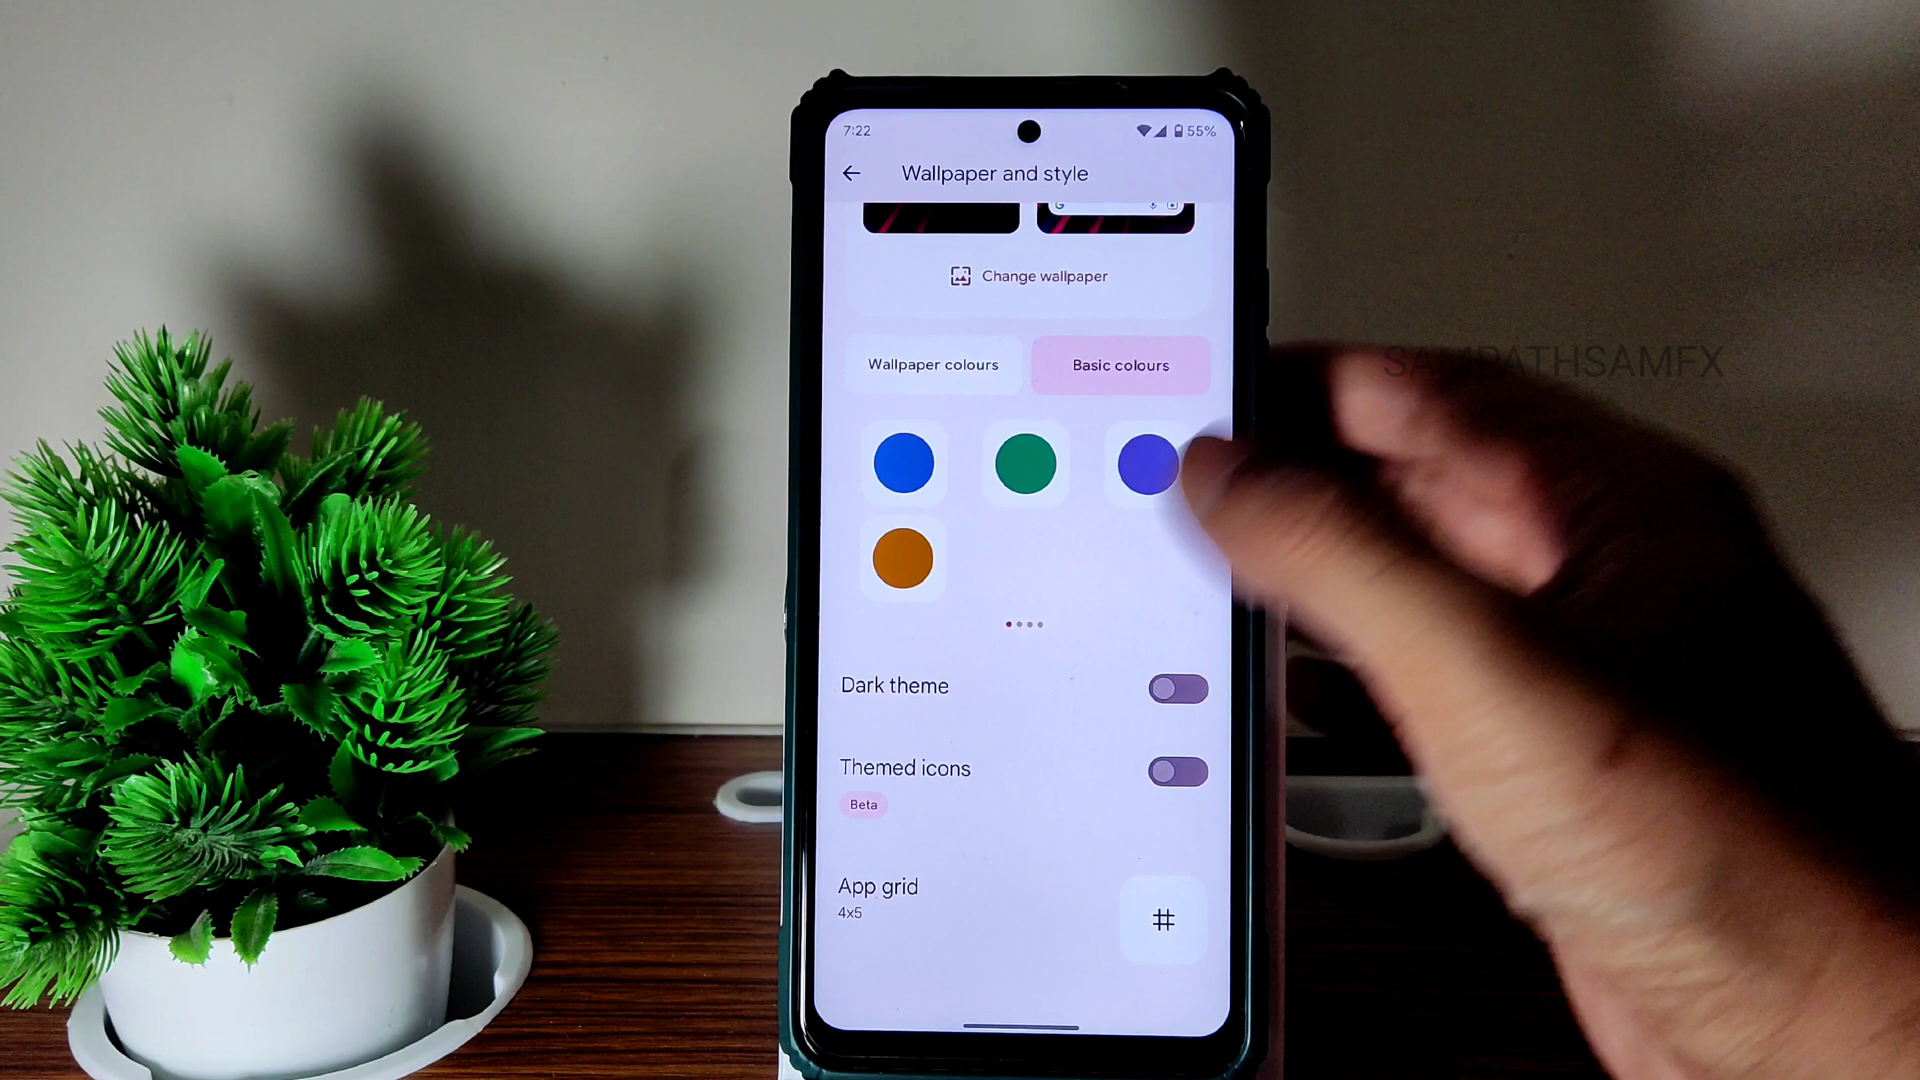 7:22
55%
Wallpaper and style
G
Change wallpaper
Wallpaper colours
Basic colours
SAMPATHSAMFX
Dark theme
Themed icons
Beta
App grid
4x5